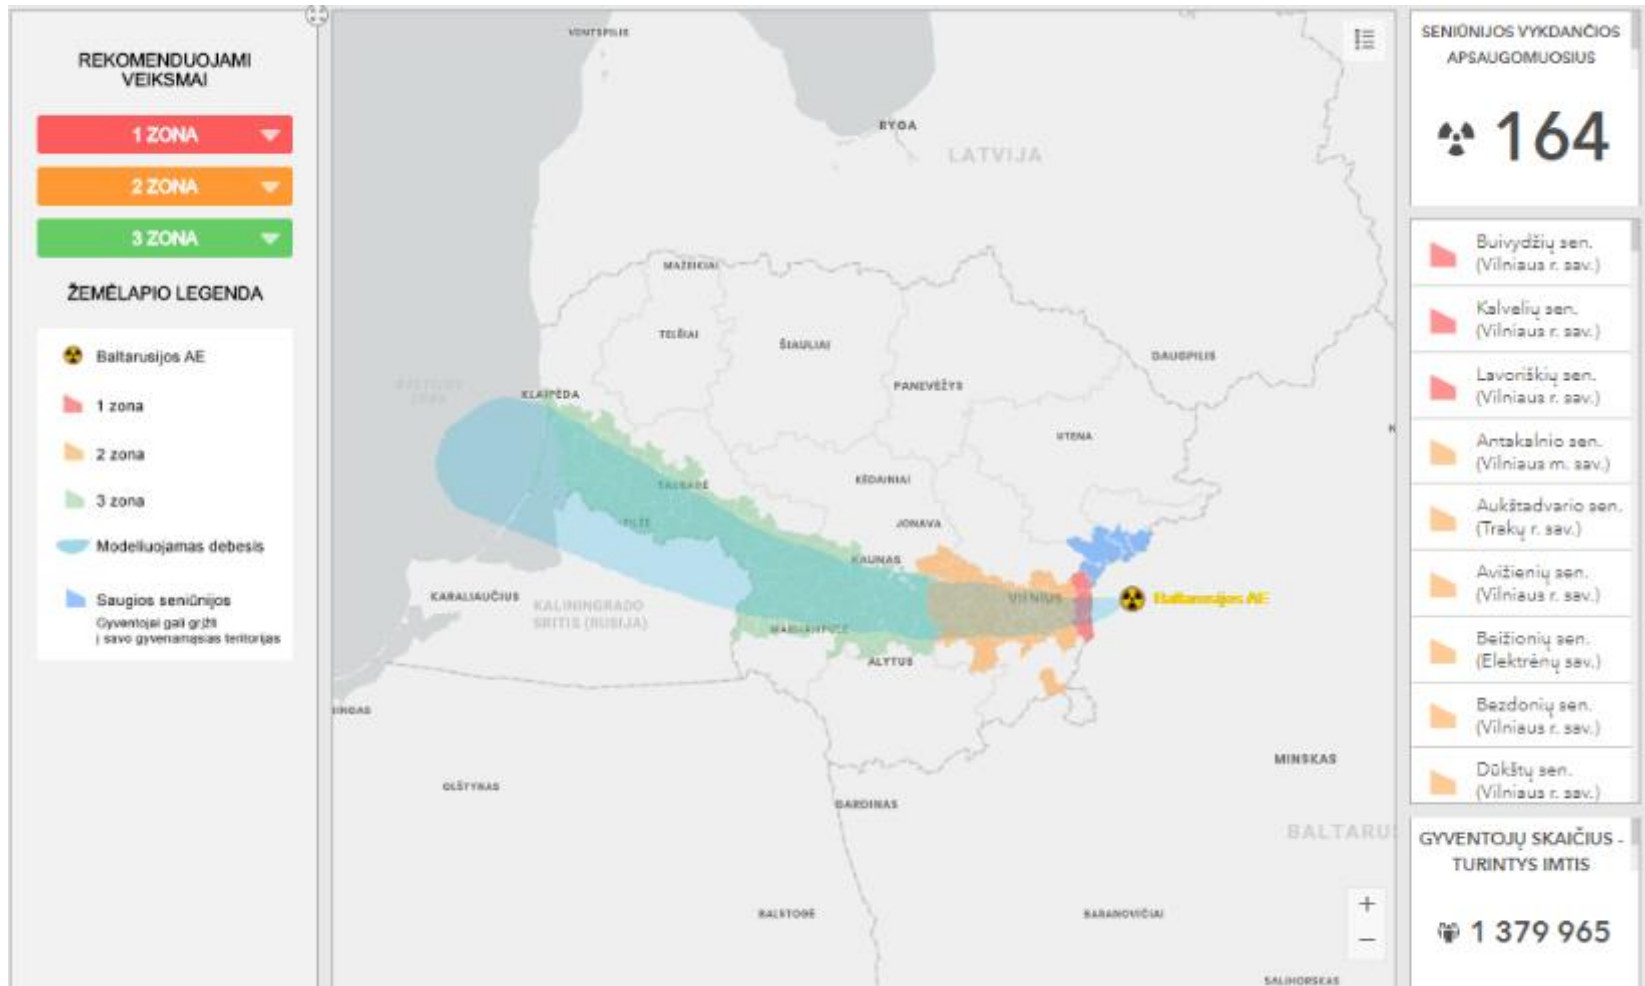 REKOMENDUOJAMI
VEIKSMAI
1 ZONA
2 ZONA
3 ZONA
ŽEMĖLAPIO LEGENDA
Baltarusijos AE
1 zona
2 zona
3 zona
Modeliuojamas debesis
Saugios seniūnijos
Gyventojai gali grįžti
į savo gyvenamąsias teritorijas
VENTSPILIS
RYGA
LATVIJA
MAŽEIKIAI
TELŠIAI
ŠIAULIAI
DAUGPILIS
PANEVĖŽYS
KLAIPĖDA
UTENA
KĖDAINIAI
TAURAGĖ
JONAVA
KAUNAS
KARALIAUČIUS
KALININGRADO
SRITIS (RUSIJA)
VILNIUS
Baltarusijos AE
MARIJAMPOLĖ
ALYTUS
MINSKAS
OLŠTYNAS
GARDINAS
BALTARU
BALSTOGĖ
BARANOVIČIAI
SALIHORSKAS
+
−
SENIŪNIJOS VYKDANČIOS
APSAUGOMUOSIUS
164
Buivydžių sen.
(Vilniaus r. sav.)
Kalvelių sen.
(Vilniaus r. sav.)
Lavoriškių sen.
(Vilniaus r. sav.)
Antakalnio sen.
(Vilniaus m. sav.)
Aukštadvario sen.
(Trakų r. sav.)
Avižienių sen.
(Vilniaus r. sav.)
Beižionių sen.
(Elektrėnų sav.)
Bezdonių sen.
(Vilniaus r. sav.)
Dūkštų sen.
(Vilniaus r. sav.)
GYVENTOJŲ SKAIČIUS -
TURINTYS IMTIS
1 379 965